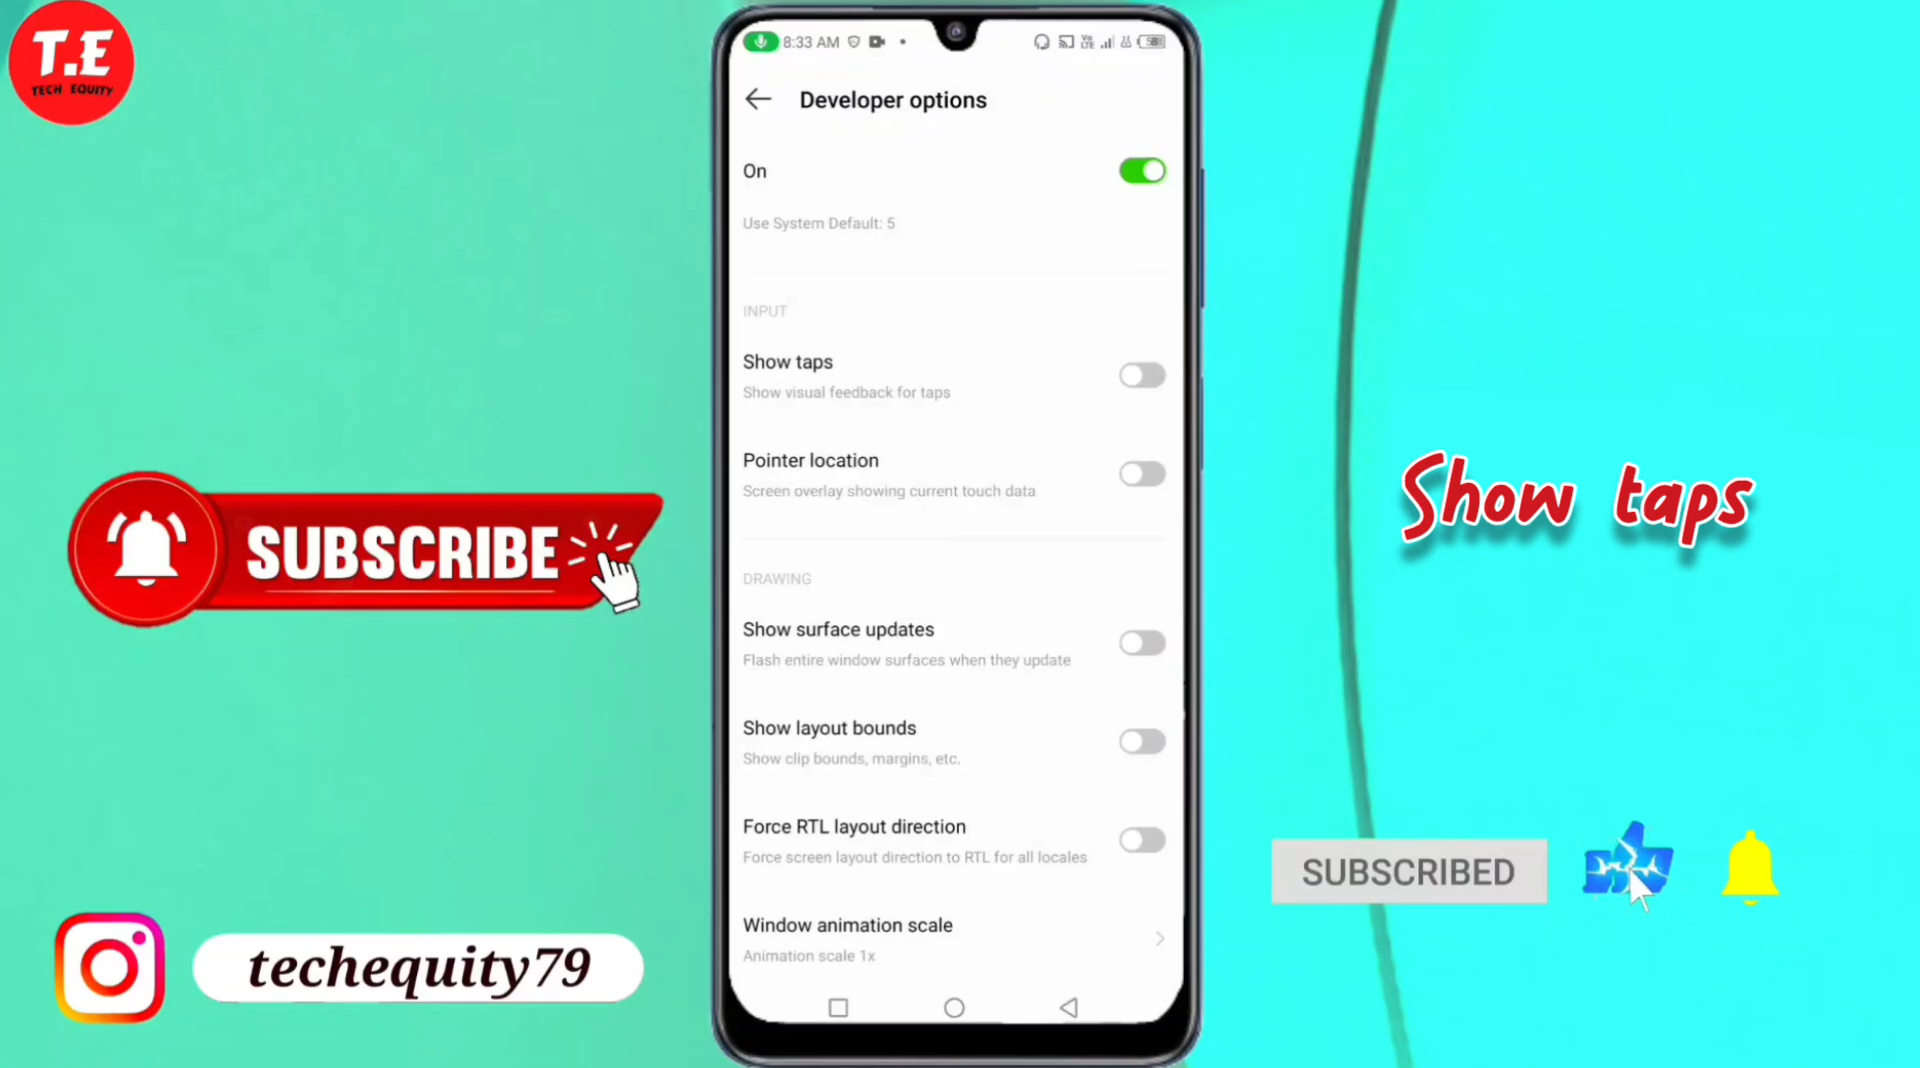 T.E
TECH EQUITY
8:33 AM
58
Developer options
On
Use System Default: 5
INPUT
Show taps
Show visual feedback for taps
Pointer location
Screen overlay showing current touch data
DRAWING
Show surface updates
Flash entire window surfaces when they update
Show layout bounds
Show clip bounds, margins, etc.
Force RTL layout direction
Force screen layout direction to RTL for all locales
Window animation scale
Animation scale 1x
SUBSCRIBE
techequity79
Show taps
SUBSCRIBED